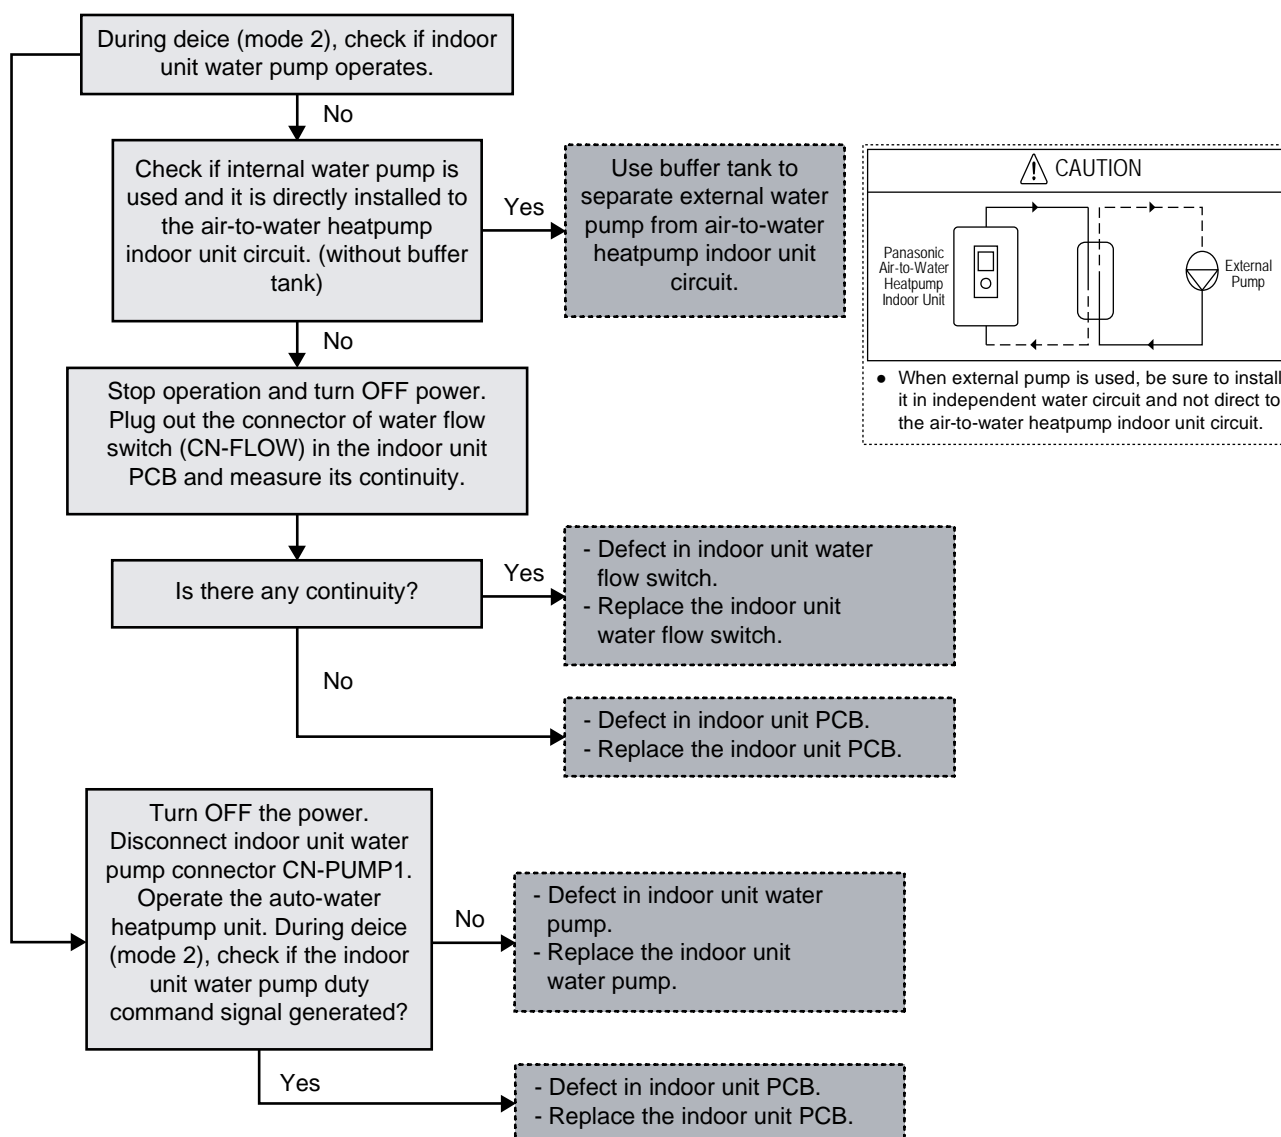 During deice (mode 2), check if indoor
unit water pump operates.
No
Check if internal water pump is
used and it is directly installed to
the air-to-water heatpump
indoor unit circuit. (without buffer
tank)
Yes
Use buffer tank to
separate external water
pump from air-to-water
heatpump indoor unit
circuit.
CAUTION
Panasonic
Air-to-Water
Heatpump
Indoor Unit
External
Pump
● When external pump is used, be sure to install
it in independent water circuit and not direct to
the air-to-water heatpump indoor unit circuit.
No
Stop operation and turn OFF power.
Plug out the connector of water flow
switch (CN-FLOW) in the indoor unit
PCB and measure its continuity.
Is there any continuity?
Yes
- Defect in indoor unit water
flow switch.
- Replace the indoor unit
water flow switch.
No
- Defect in indoor unit PCB.
- Replace the indoor unit PCB.
Turn OFF the power.
Disconnect indoor unit water
pump connector CN-PUMP1.
Operate the auto-water
heatpump unit. During deice
(mode 2), check if the indoor
unit water pump duty
command signal generated?
No
- Defect in indoor unit water
pump.
- Replace the indoor unit
water pump.
Yes
- Defect in indoor unit PCB.
- Replace the indoor unit PCB.